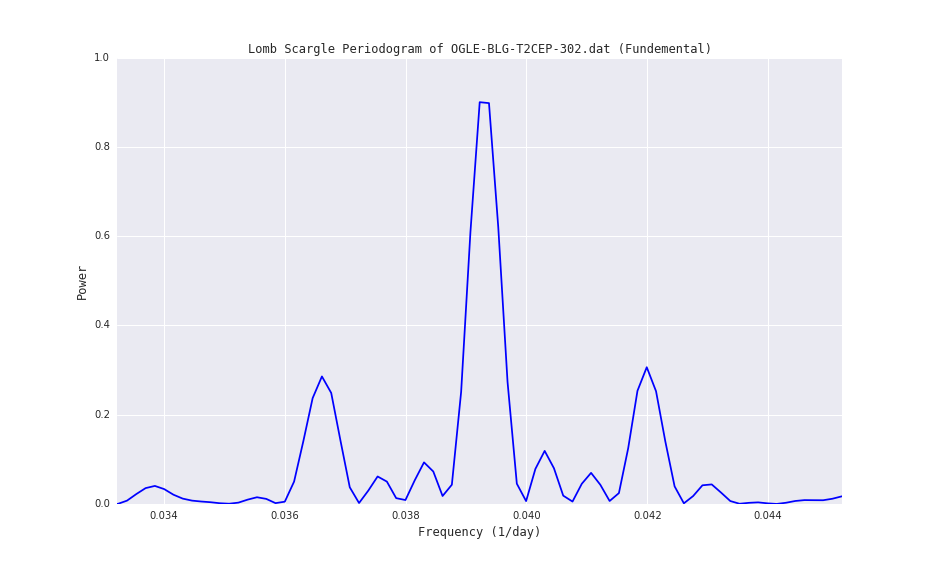 Lomb Scargle Periodogram of OGLE-BLG-T2CEP-302.dat (Fundemental)
1.0
0.8
0.6
0.4
0.2
0.0
Power
0.034 0.036 0.038 0.040 0.042 0.044
Frequency (1/day)